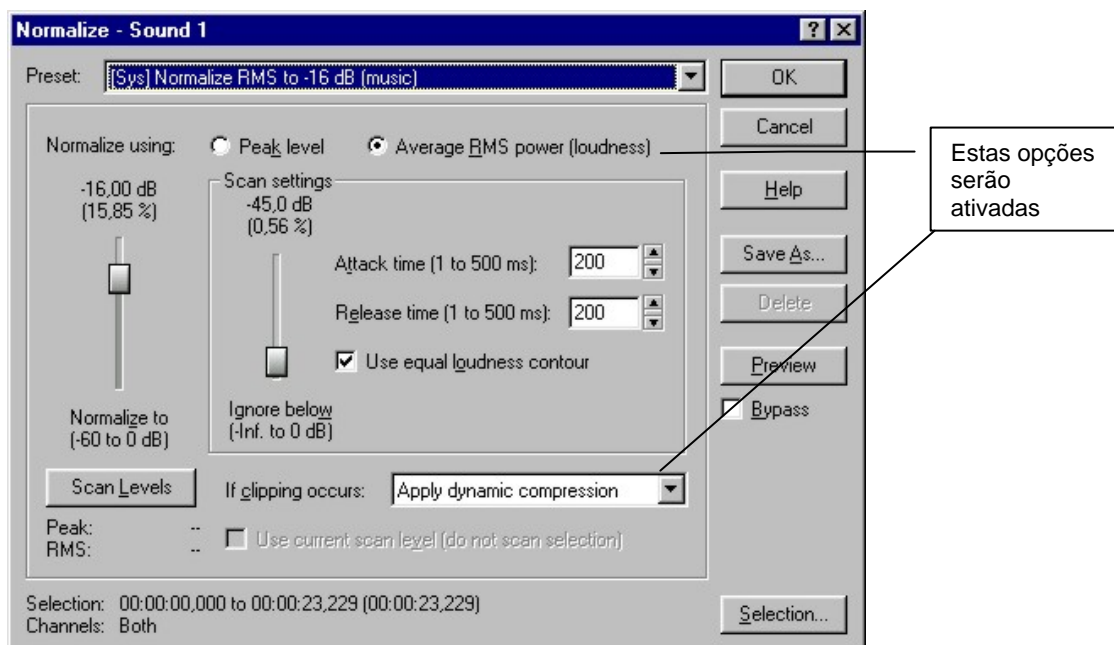 Normalize - Sound 1
Preset: [Sys] Normalize RMS to -16 dB (music)
OK
Cancel
Normalize using: Peak level Average RMS power (loudness)
Estas opções
serão
ativadas
-16,00 dB
(15,85 %)
Scan settings
-45,0 dB
(0,56 %)
Help
Attack time (1 to 500 ms): 200
Save As...
Release time (1 to 500 ms): 200
Delete
Use equal loudness contour
Preview
Normalize to
(-60 to 0 dB)
Ignore below
(-Inf. to 0 dB)
Bypass
Scan Levels
If clipping occurs: Apply dynamic compression
Peak: --
RMS: --
Use current scan level (do not scan selection)
Selection: 00:00:00,000 to 00:00:23,229 (00:00:23,229)
Channels: Both
Selection...